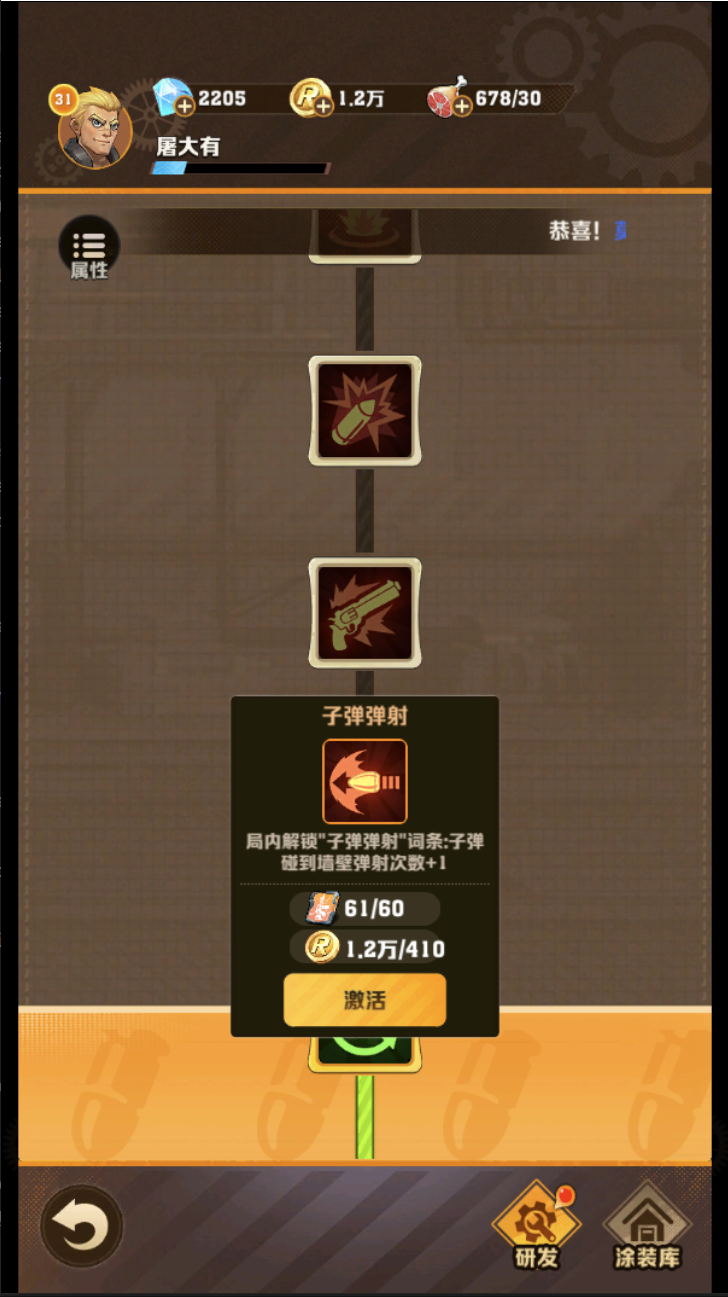 31
2205
1.2万
678/30
屠大有
恭喜!
属性
子弹弹射
局内解锁"子弹弹射"词条:子弹
碰到墙壁弹射次数+1
61/60
1.2万/410
激活
研发
涂装库